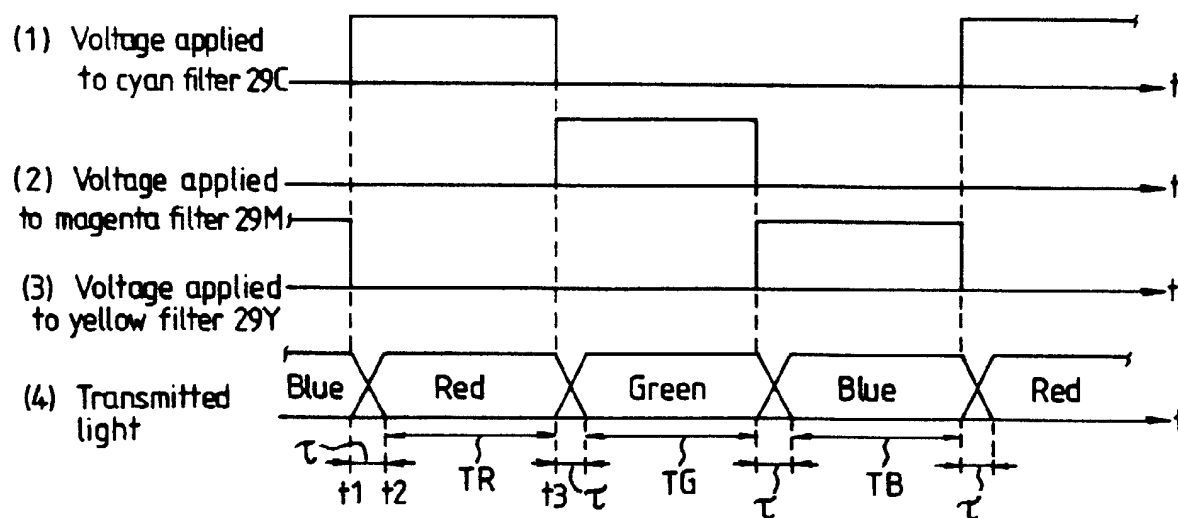 (1) Voltage applied
to cyan filter 29C
t
(2) Voltage applied
to magenta filter 29M
t
(3) Voltage applied
to yellow filter 29Y
t
(4) Transmitted
light
Blue Red Green Blue Red
t
τ TR τ TG τ TB τ
t1 t2 t3